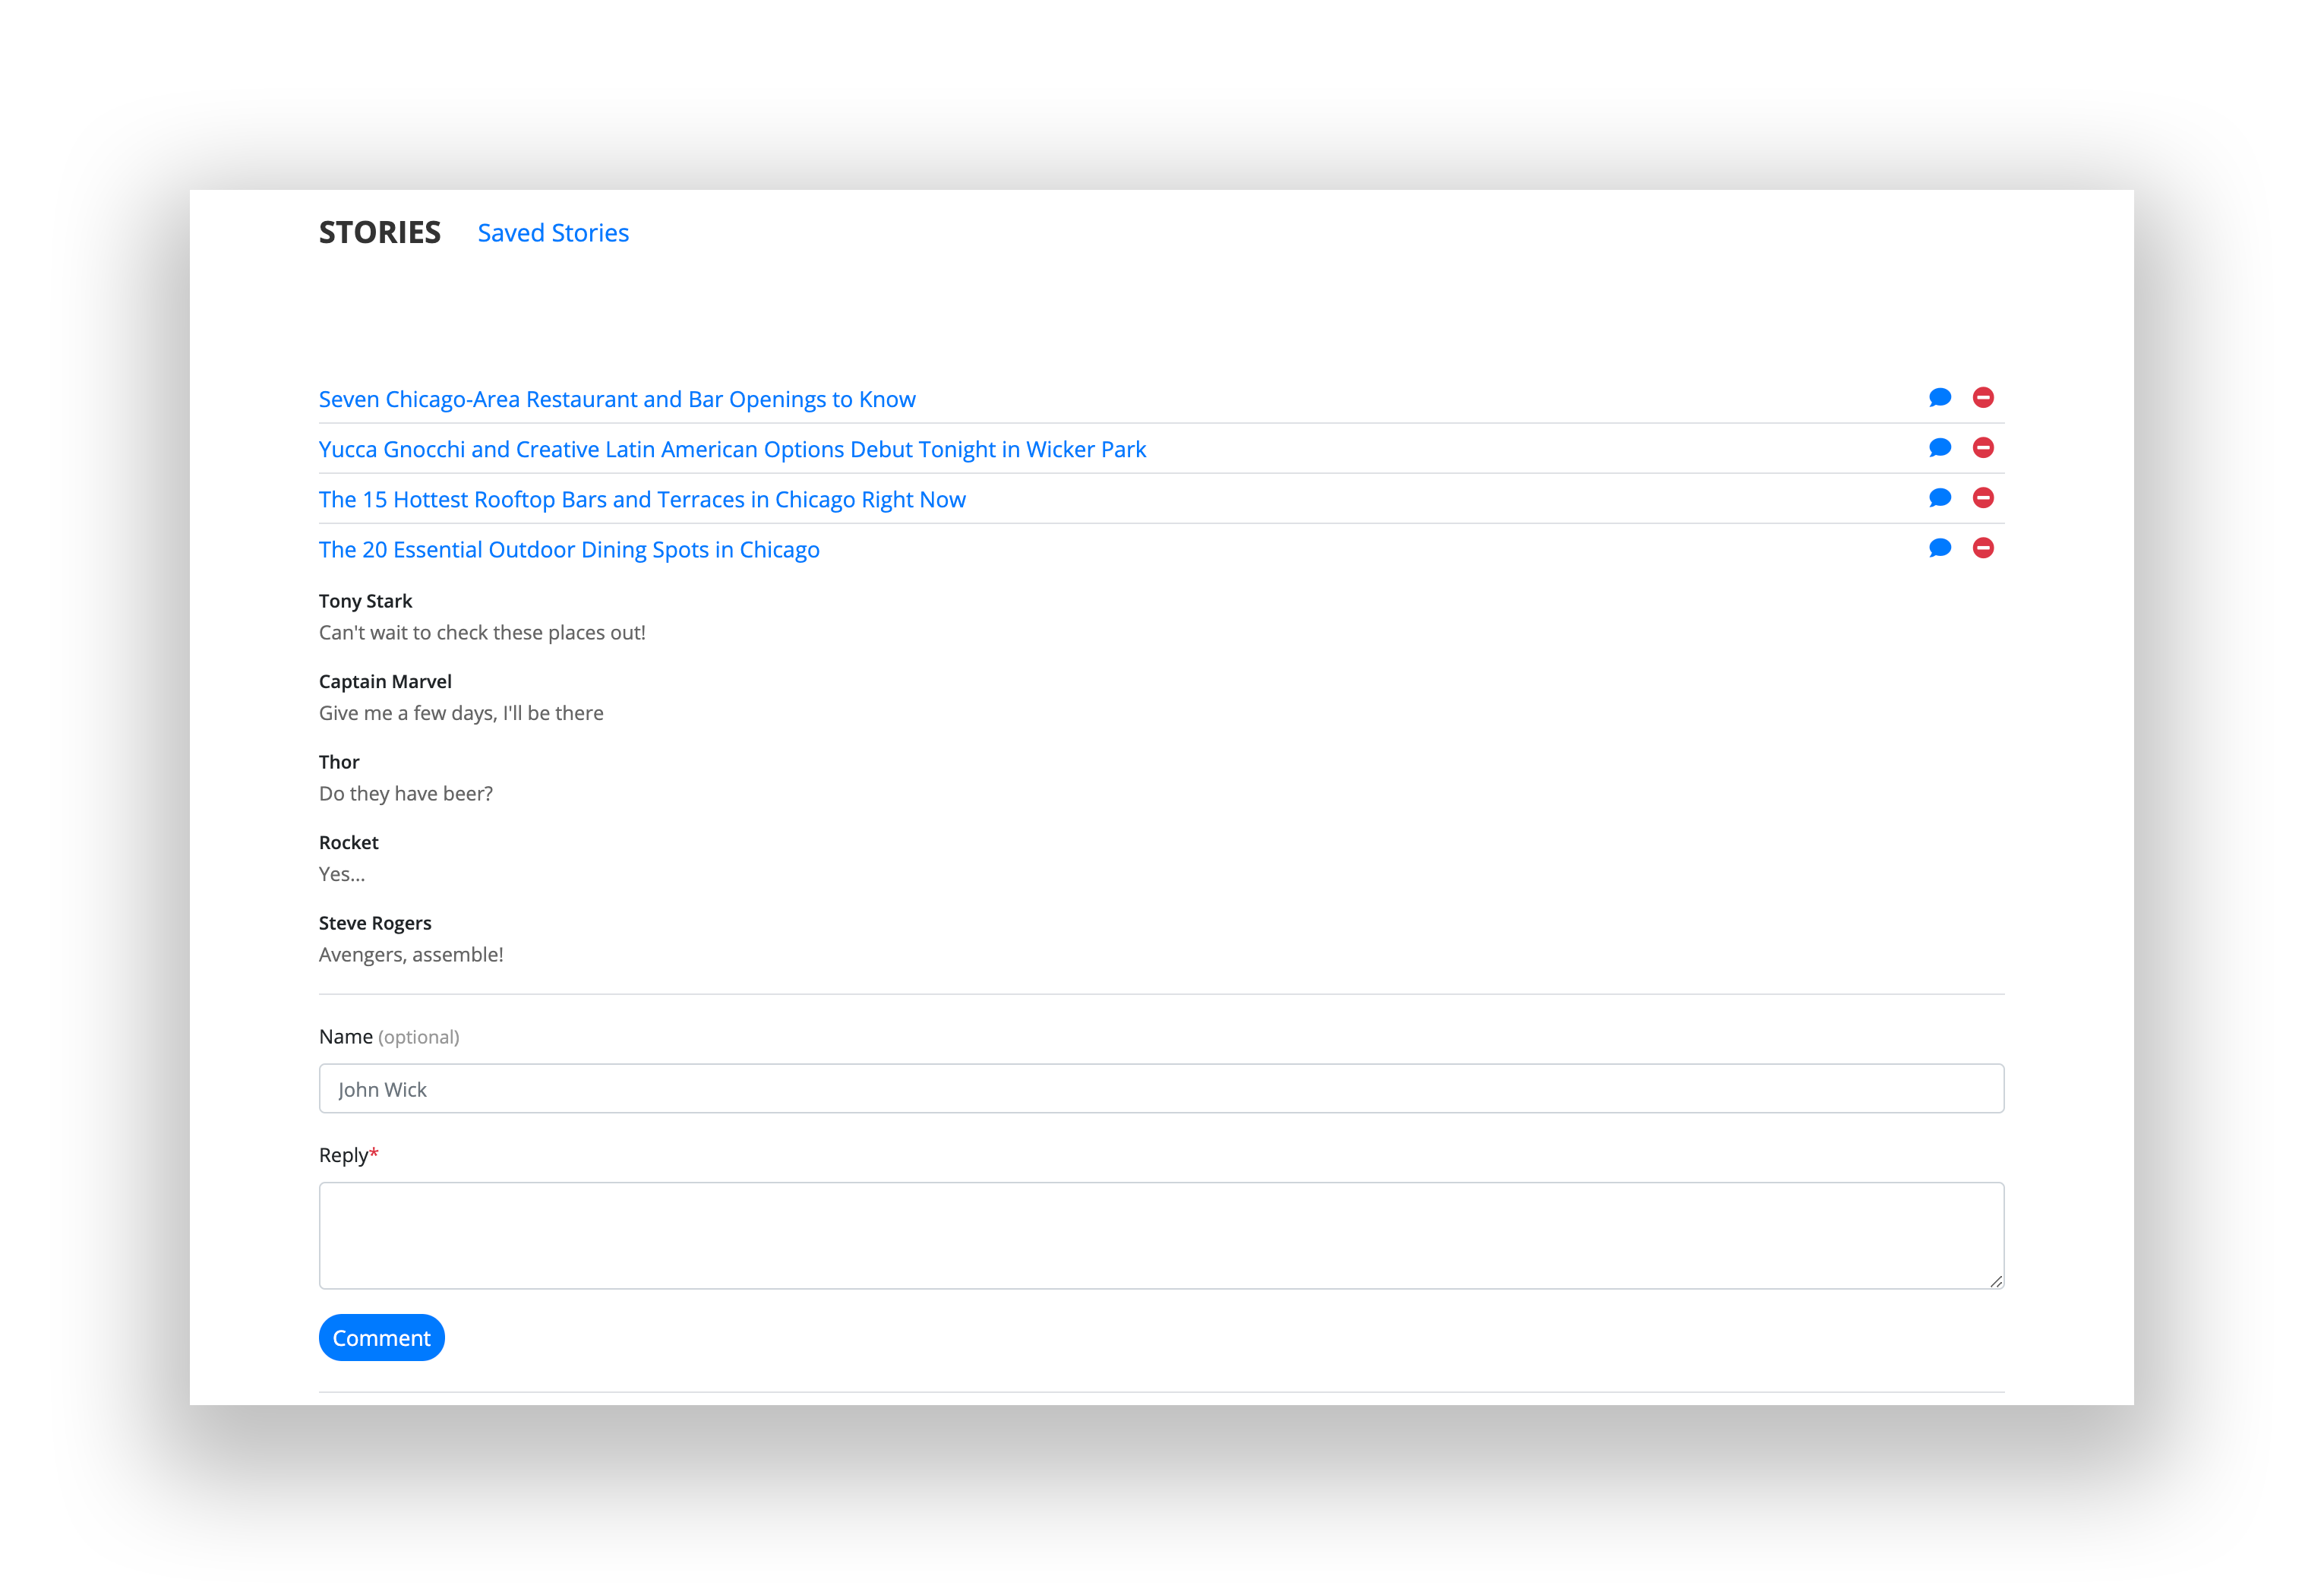 STORIES Saved Stories
Seven Chicago-Area Restaurant and Bar Openings to Know
Yucca Gnocchi and Creative Latin American Options Debut Tonight in Wicker Park
The 15 Hottest Rooftop Bars and Terraces in Chicago Right Now
The 20 Essential Outdoor Dining Spots in Chicago
Tony Stark
Can't wait to check these places out!
Captain Marvel
Give me a few days, I'll be there
Thor
Do they have beer?
Rocket
Yes...
Steve Rogers
Avengers, assemble!
Name (optional)
John Wick
Reply*
Comment